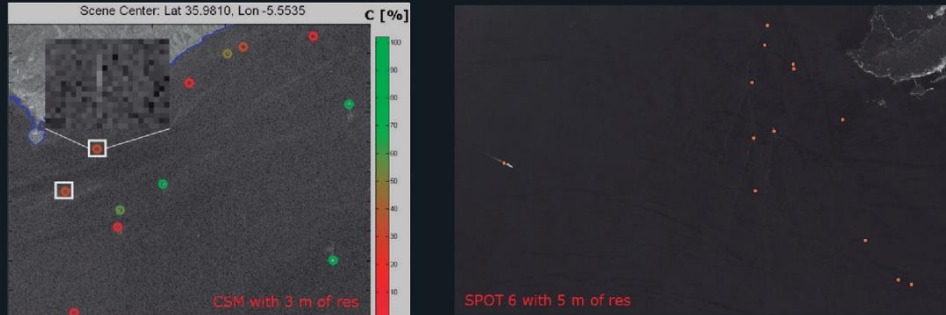 Scene Center: Lat 35.9810, Lon -5.5535
C [%]
100
90
80
70
60
50
40
30
20
10
CSM with 3 m of res
SPOT 6 with 5 m of res